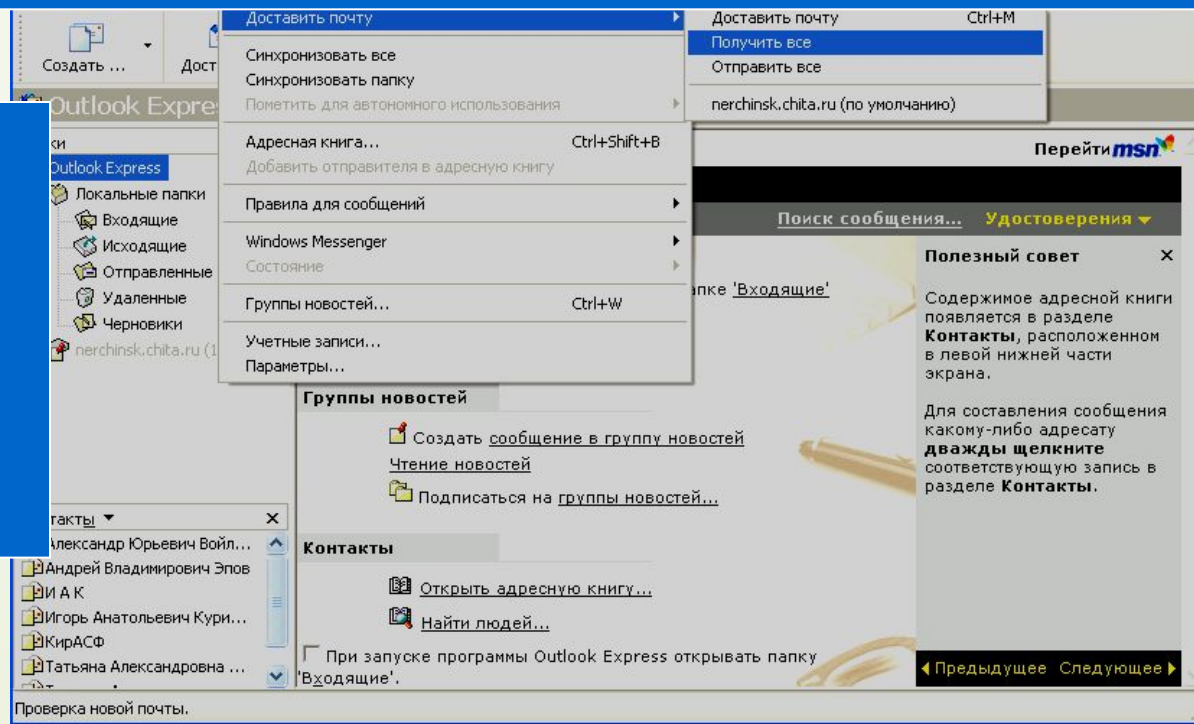 Доставить почту
Доставить почту Ctrl+M
Получить все
Отправить все
nerchinsk.chita.ru (по умолчанию)
Создать ...
Синхронизовать все
Синхронизовать папку
Пометить для автономного использования
Адресная книга... Ctrl+Shift+B
Добавить отправителя в адресную книгу
Правила для сообщений
Windows Messenger
Состояние
Группы новостей... Ctrl+W
Учетные записи...
Параметры...
Outlook Express
Локальные папки
Входящие
Исходящие
Отправленные
Удаленные
Черновики
nerchinsk.chita.ru (1
Перейти msn
Поиск сообщения... Удостоверения
'Входящие'
Группы новостей
Создать сообщение в группу новостей
Чтение новостей
Подписаться на группы новостей...
Контакты
Открыть адресную книгу...
Найти людей...
При запуске программы Outlook Express открывать папку
'Входящие'.
Полезный совет
Содержимое адресной книги
появляется в разделе
Контакты, расположенном
в левой нижней части
экрана.
Для составления сообщения
какому-либо адресату
дважды щелкните
соответствующую запись в
разделе Контакты.
Предыдущее Следующее
Александр Юрьевич Войл...
Андрей Владимирович Эпов
И А К
Игорь Анатольевич Кури...
КирАСФ
Татьяна Александровна ...
Проверка новой почты.